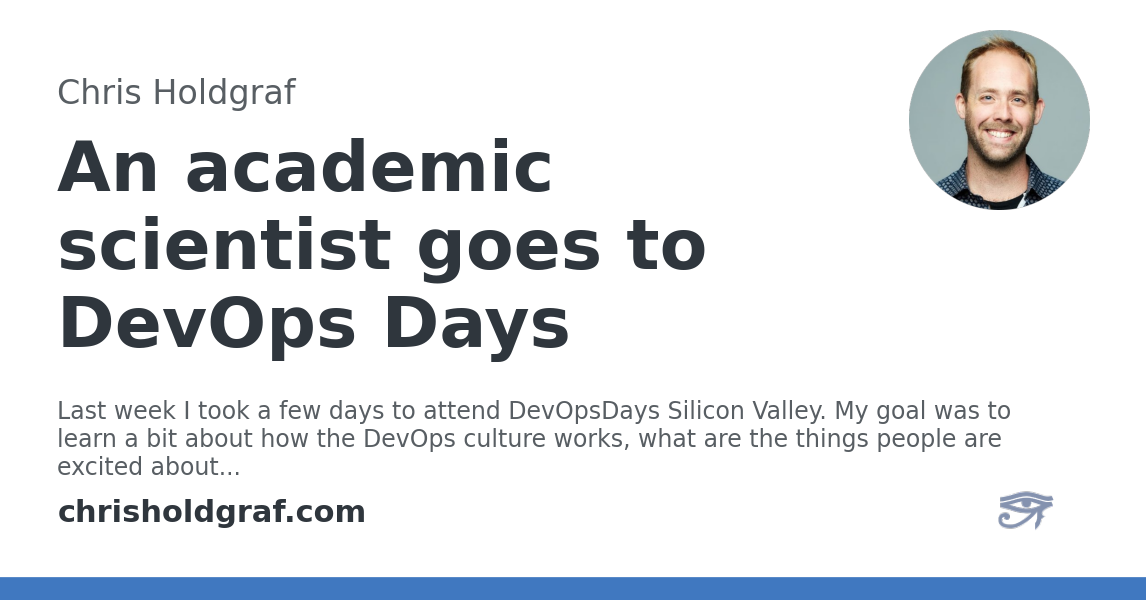 Chris Holdgraf
An academic
scientist goes to
DevOps Days
Last week I took a few days to attend DevOpsDays Silicon Valley. My goal was to
learn a bit about how the DevOps culture works, what are the things people are
excited about...
chrisholdgraf.com